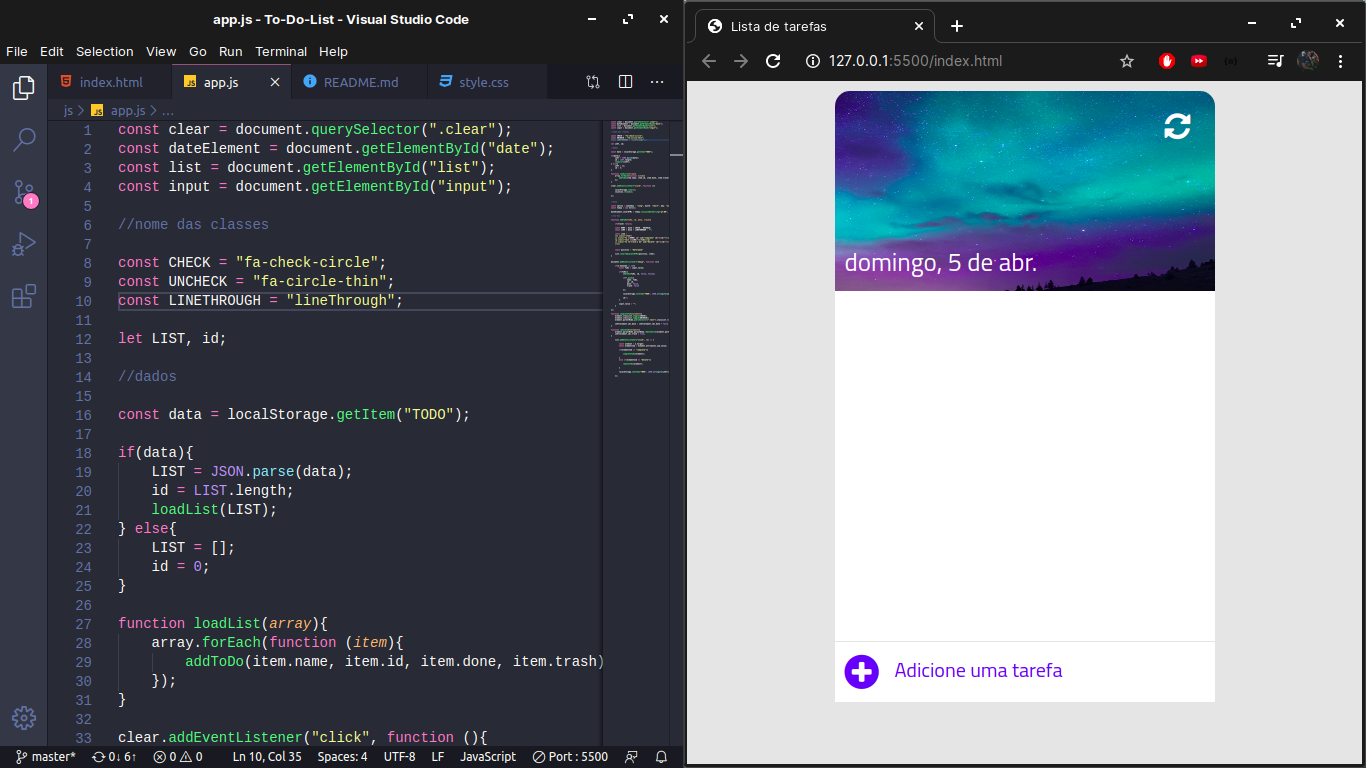 app.js - To-Do-List - Visual Studio Code
File Edit Selection View Go Run Terminal Help
index.html app.js README.md style.css
js > app.js > ...
1 const clear = document.querySelector(".clear");
2 const dateElement = document.getElementById("date");
3 const list = document.getElementById("list");
4 const input = document.getElementById("input");
5
6 //nome das classes
7
8 const CHECK = "fa-check-circle";
9 const UNCHECK = "fa-circle-thin";
10 const LINETHROUGH = "lineThrough";
11
12 let LIST, id;
13
14 //dados
15
16 const data = localStorage.getItem("TODO");
17
18 if(data){
19 LIST = JSON.parse(data);
20 id = LIST.length;
21 loadList(LIST);
22 } else{
23 LIST = [];
24 id = 0;
25 }
26
27 function loadList(array){
28 array.forEach(function (item){
29 addToDo(item.name, item.id, item.done, item.trash)
30 });
31 }
32
33 clear.addEventListener("click", function (){
1
master* 0↓ 6↑ 0 0 Ln 10, Col 35 Spaces: 4 UTF-8 LF JavaScript Port : 5500
Lista de tarefas
127.0.0.1:5500/index.html
domingo, 5 de abr.
Adicione uma tarefa